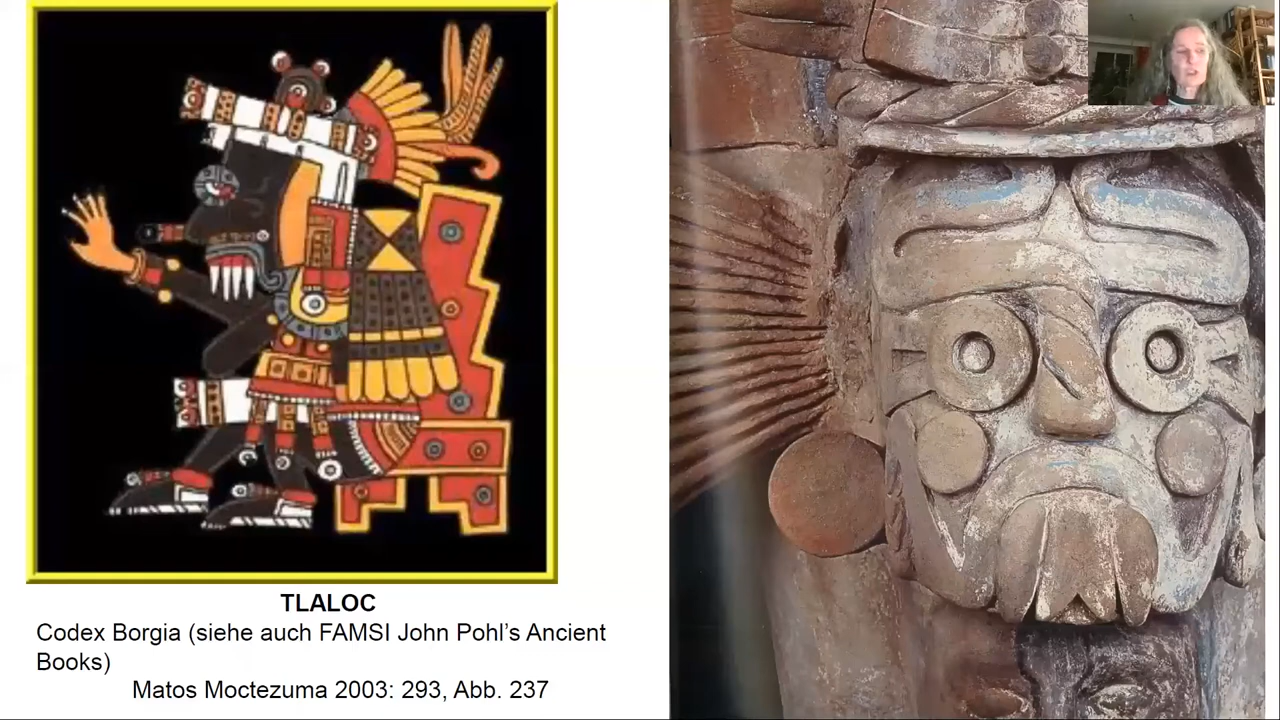 TLALOC
Codex Borgia (siehe auch FAMSI John Pohl’s Ancient
Books)
Matos Moctezuma 2003: 293, Abb. 237